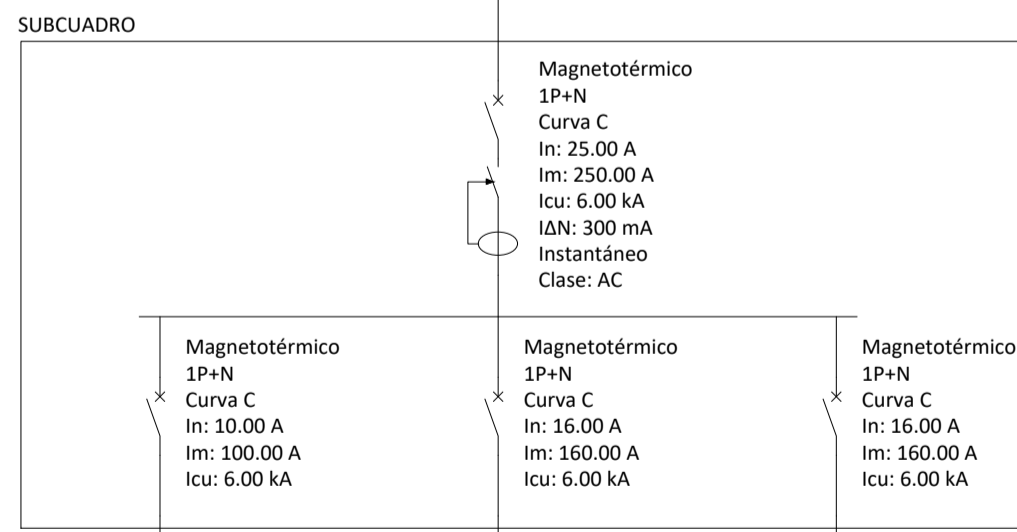 SUBCUADRO
Magnetotérmico
1P+N
Curva C
In: 25.00 A
Im: 250.00 A
Icu: 6.00 kA
IΔN: 300 mA
Instantáneo
Clase: AC
Magnetotérmico
1P+N
Curva C
In: 10.00 A
Im: 100.00 A
Icu: 6.00 kA
Magnetotérmico
1P+N
Curva C
In: 16.00 A
Im: 160.00 A
Icu: 6.00 kA
Magnetotérmico
1P+N
Curva C
In: 16.00 A
Im: 160.00 A
Icu: 6.00 kA